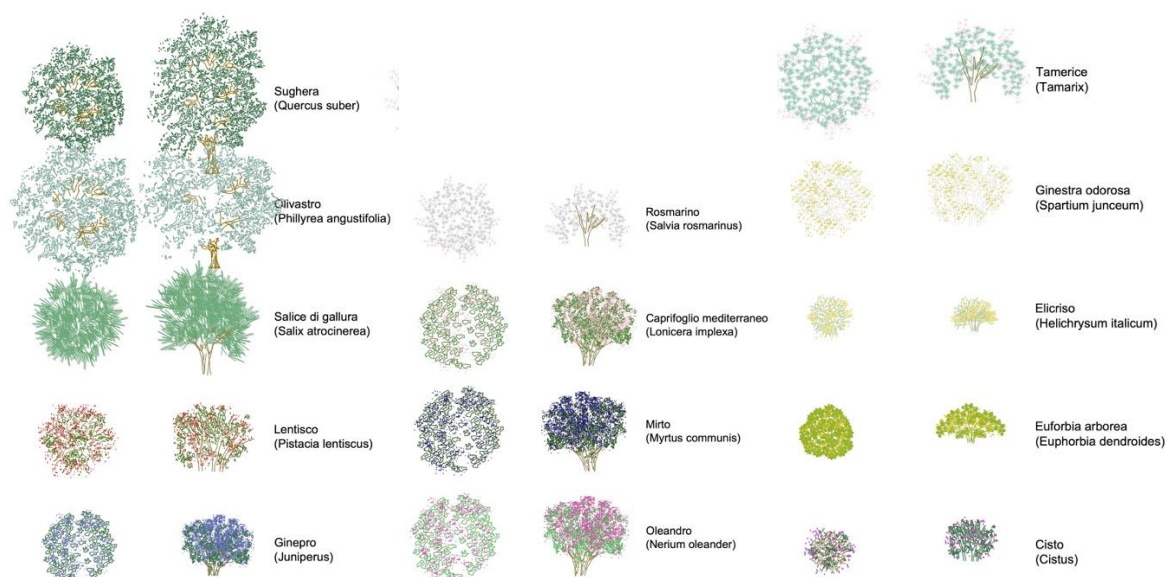 Sughera
(Quercus suber)
Olivastro
(Phillyrea angustifolia)
Salice di gallura
(Salix atrocinerea)
Lentisco
(Pistacia lentiscus)
Ginepro
(Juniperus)
Rosmarino
(Salvia rosmarinus)
Caprifoglio mediterraneo
(Lonicera implexa)
Mirto
(Myrtus communis)
Oleandro
(Nerium oleander)
Tamerice
(Tamarix)
Ginestra odorosa
(Spartium junceum)
Elicriso
(Helichrysum italicum)
Euforbia arborea
(Euphorbia dendroides)
Cisto
(Cistus)